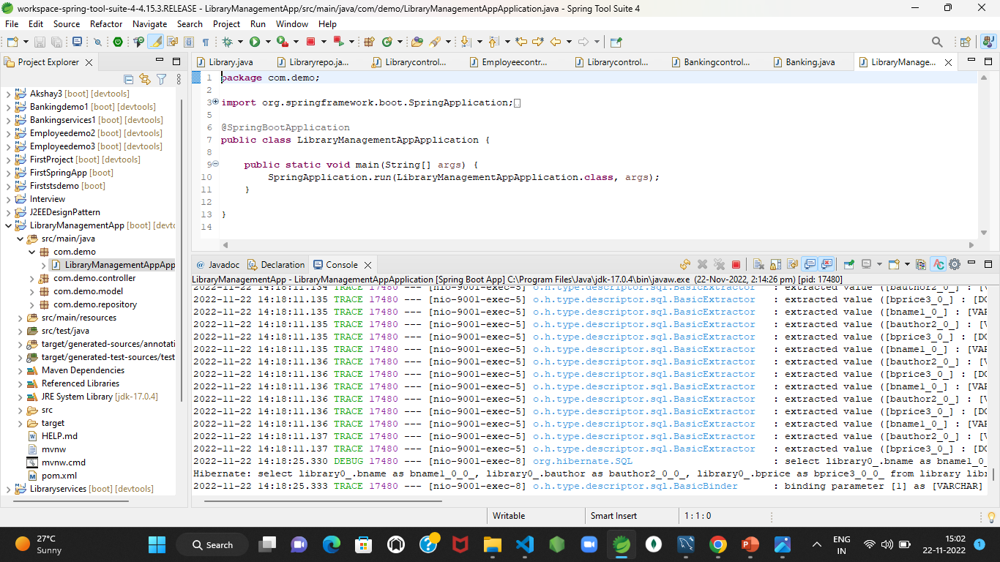 workspace-spring-tool-suite-4-4.15.3.RELEASE - LibraryManagementApp/src/main/java/com/demo/LibraryManagementAppApplication.java - Spring Tool Suite 4
File Edit Source Refactor Navigate Search Project Run Window Help
Project Explorer
Akshay3 [boot] [devtools]
Bankingdemo1 [boot] [devtools]
Bankingservices1 [boot] [devtools]
Employeedemo2 [boot] [devtools]
Employeedemo3 [boot] [devtools]
FirstProject [boot] [devtools]
FirstSpringApp [boot]
Firststsdemo [boot]
Interview
J2EEDesignPattern
LibraryManagementApp [boot] [devto
src/main/java
com.demo
LibraryManagementAppApp
com.demo.controller
com.demo.model
com.demo.repository
src/main/resources
src/test/java
target/generated-sources/annotati
target/generated-test-sources/test
Maven Dependencies
Referenced Libraries
JRE System Library [jdk-17.0.4]
src
target
HELP.md
mvnw
mvnw.cmd
pom.xml
Libraryservices [boot] [devtools]
Library.java Libraryrepo.ja... Librarycontrol... Employeecontr... Librarycontrol... Bankingcontrol... Banking.java LibraryManage...
1 package com.demo;
2
3 import org.springframework.boot.SpringApplication;
5
6 @SpringBootApplication
7 public class LibraryManagementAppApplication {
8
9 public static void main(String[] args) {
10 SpringApplication.run(LibraryManagementAppApplication.class, args);
11 }
12
13 }
14
@ Javadoc Declaration Console
LibraryManagementApp - LibraryManagementAppApplication [Spring Boot App] C:\Program Files\Java\jdk-17.0.4\bin\javaw.exe (22-Nov-2022, 2:14:26 pm) [pid: 17480]
2022-11-22 14:18:11.134 TRACE 17480 --- [nio-9001-exec-5] o.h.type.descriptor.sql.BasicExtractor : extracted value ([bauthor2_0_] : [V
2022-11-22 14:18:11.135 TRACE 17480 --- [nio-9001-exec-5] o.h.type.descriptor.sql.BasicExtractor : extracted value ([bprice3_0_] : [DO
2022-11-22 14:18:11.135 TRACE 17480 --- [nio-9001-exec-5] o.h.type.descriptor.sql.BasicExtractor : extracted value ([bname1_0_] : [VAR
2022-11-22 14:18:11.135 TRACE 17480 --- [nio-9001-exec-5] o.h.type.descriptor.sql.BasicExtractor : extracted value ([bauthor2_0_] : [V
2022-11-22 14:18:11.135 TRACE 17480 --- [nio-9001-exec-5] o.h.type.descriptor.sql.BasicExtractor : extracted value ([bprice3_0_] : [DO
2022-11-22 14:18:11.135 TRACE 17480 --- [nio-9001-exec-5] o.h.type.descriptor.sql.BasicExtractor : extracted value ([bname1_0_] : [VAR
2022-11-22 14:18:11.136 TRACE 17480 --- [nio-9001-exec-5] o.h.type.descriptor.sql.BasicExtractor : extracted value ([bauthor2_0_] : [V
2022-11-22 14:18:11.136 TRACE 17480 --- [nio-9001-exec-5] o.h.type.descriptor.sql.BasicExtractor : extracted value ([bprice3_0_] : [DO
2022-11-22 14:18:11.136 TRACE 17480 --- [nio-9001-exec-5] o.h.type.descriptor.sql.BasicExtractor : extracted value ([bname1_0_] : [VAR
2022-11-22 14:18:11.136 TRACE 17480 --- [nio-9001-exec-5] o.h.type.descriptor.sql.BasicExtractor : extracted value ([bauthor2_0_] : [V
2022-11-22 14:18:11.136 TRACE 17480 --- [nio-9001-exec-5] o.h.type.descriptor.sql.BasicExtractor : extracted value ([bprice3_0_] : [DO
2022-11-22 14:18:11.136 TRACE 17480 --- [nio-9001-exec-5] o.h.type.descriptor.sql.BasicExtractor : extracted value ([bname1_0_] : [VAR
2022-11-22 14:18:11.137 TRACE 17480 --- [nio-9001-exec-5] o.h.type.descriptor.sql.BasicExtractor : extracted value ([bauthor2_0_] : [V
2022-11-22 14:18:11.137 TRACE 17480 --- [nio-9001-exec-5] o.h.type.descriptor.sql.BasicExtractor : extracted value ([bprice3_0_] : [DO
2022-11-22 14:18:25.330 DEBUG 17480 --- [nio-9001-exec-8] org.hibernate.SQL : select library0_.bname as bname1_0_
Hibernate: select library0_.bname as bname1_0_0_, library0_.bauthor as bauthor2_0_0_, library0_.bprice as bprice3_0_0_ from library libr
2022-11-22 14:18:25.333 TRACE 17480 --- [nio-9001-exec-8] o.h.type.descriptor.sql.BasicBinder : binding parameter [1] as [VARCHAR]
Writable Smart Insert 1 : 1 : 0
27°C
Sunny
Search
ENG
IN
15:02
22-11-2022
1